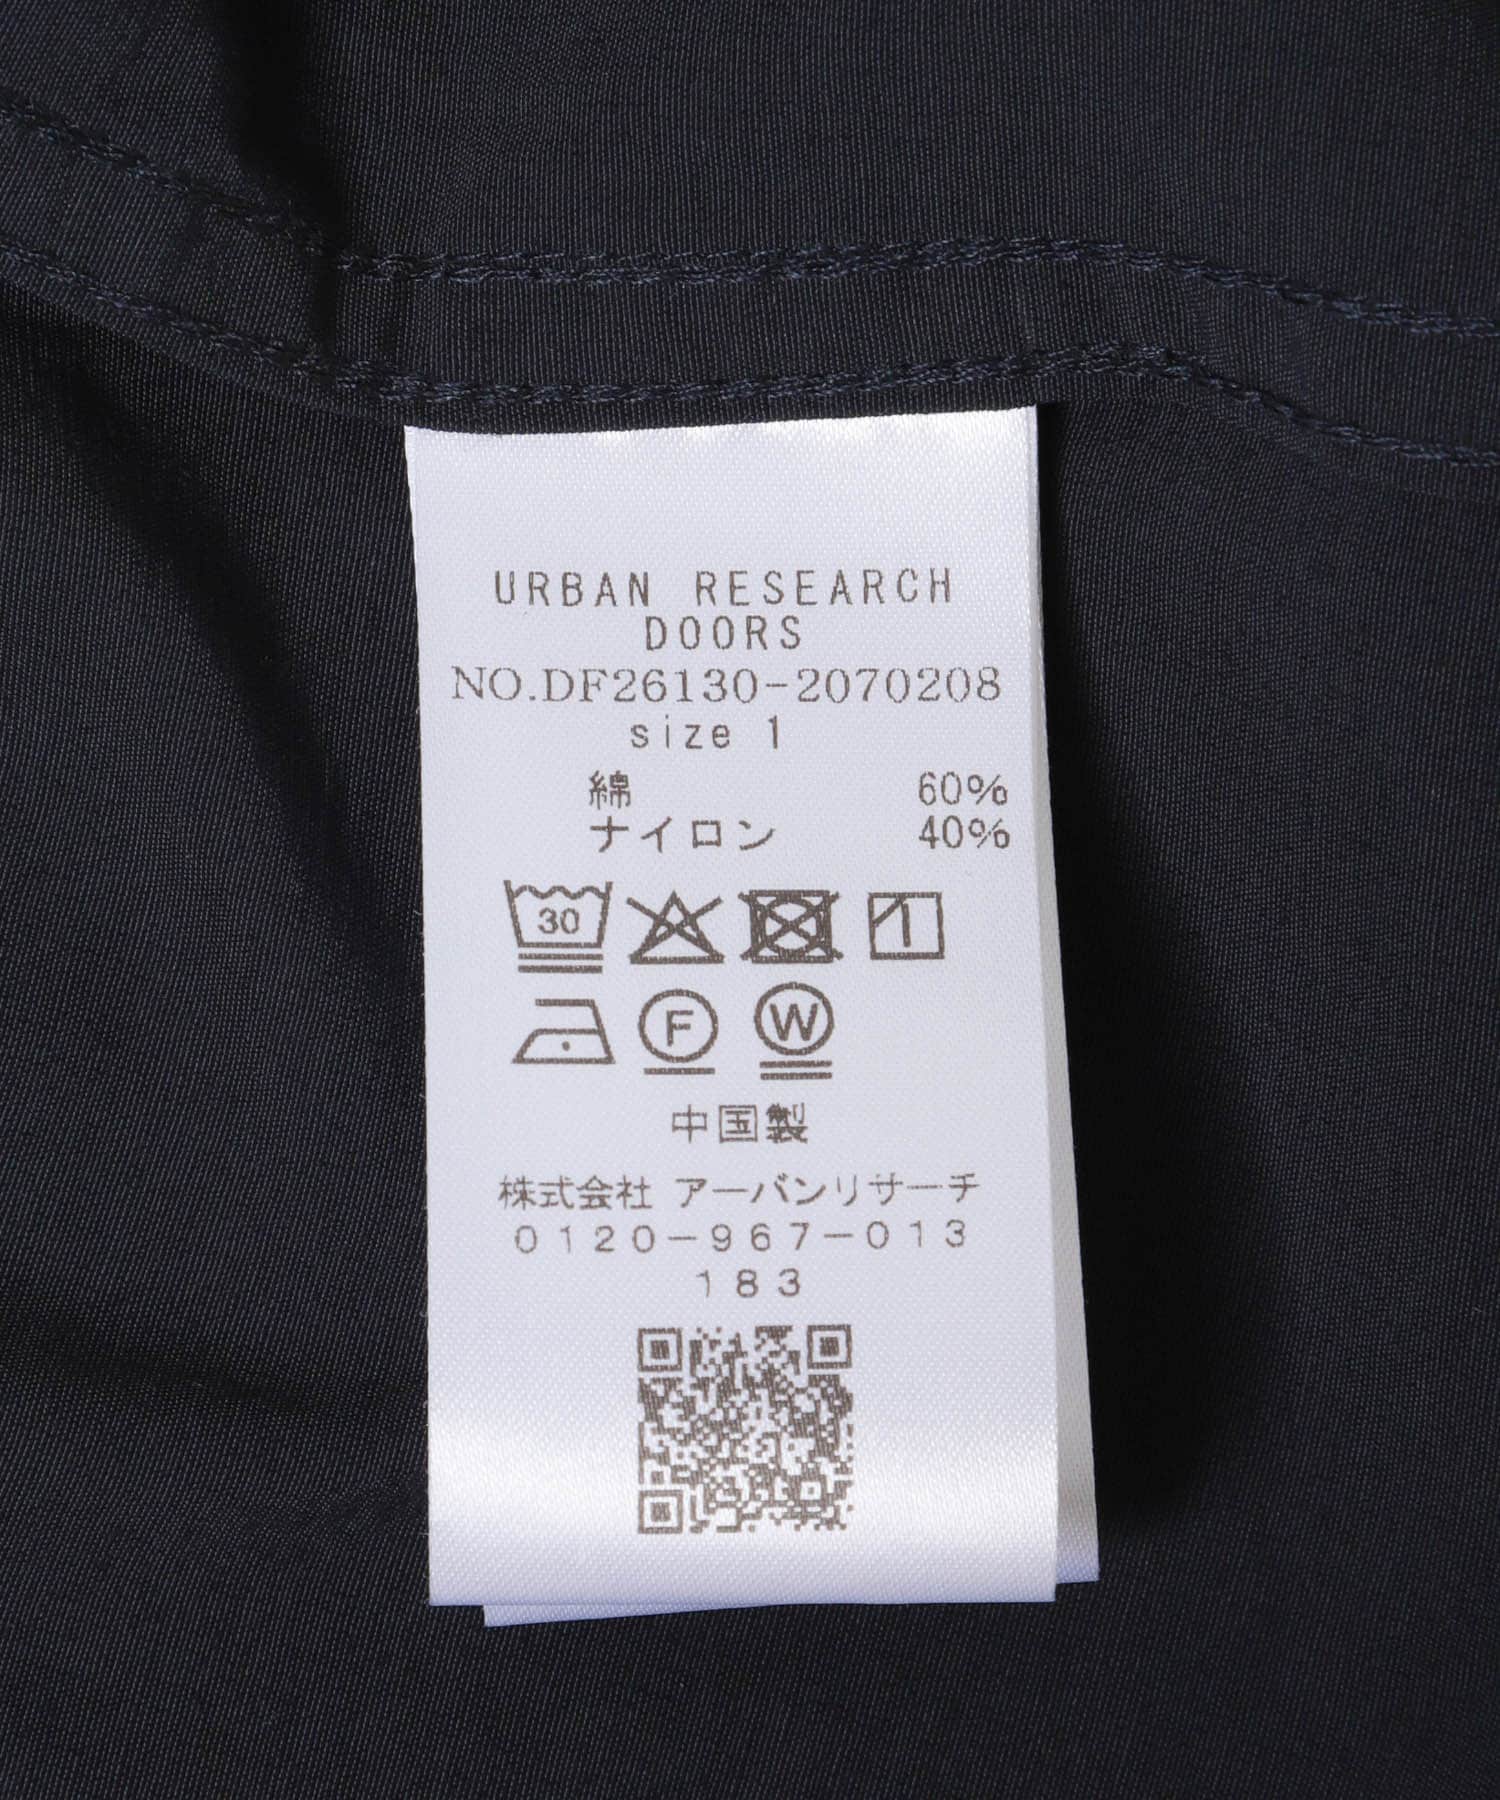 URBAN RESEARCH
DOORS
NO.DF26130-2070208
size 1
綿 60%
ナイロン 40%
30
F W
中国製
株式会社 アーバンリサーチ
0120-967-013
183